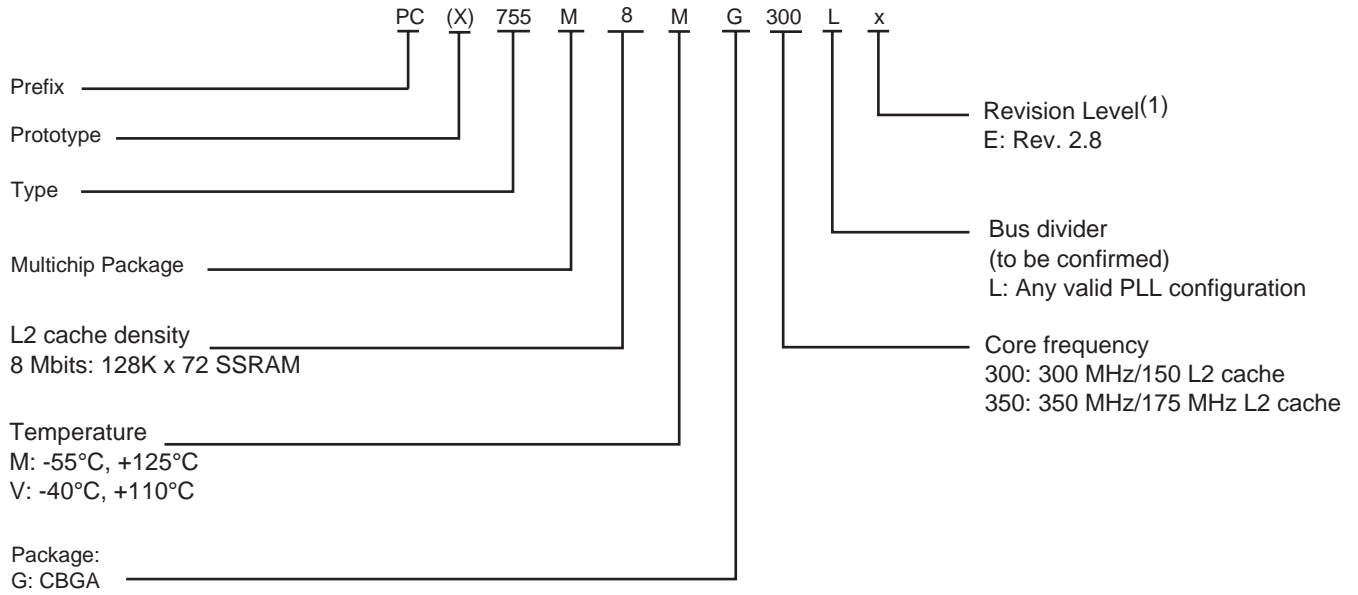 PC (X) 755 M 8 M G 300 L x
Prefix
Prototype
Type
Multichip Package
L2 cache density
8 Mbits: 128K x 72 SSRAM
Temperature
M: -55°C, +125°C
V: -40°C, +110°C
Package:
G: CBGA
Revision Level(1)
E: Rev. 2.8
Bus divider
(to be confirmed)
L: Any valid PLL configuration
Core frequency
300: 300 MHz/150 L2 cache
350: 350 MHz/175 MHz L2 cache